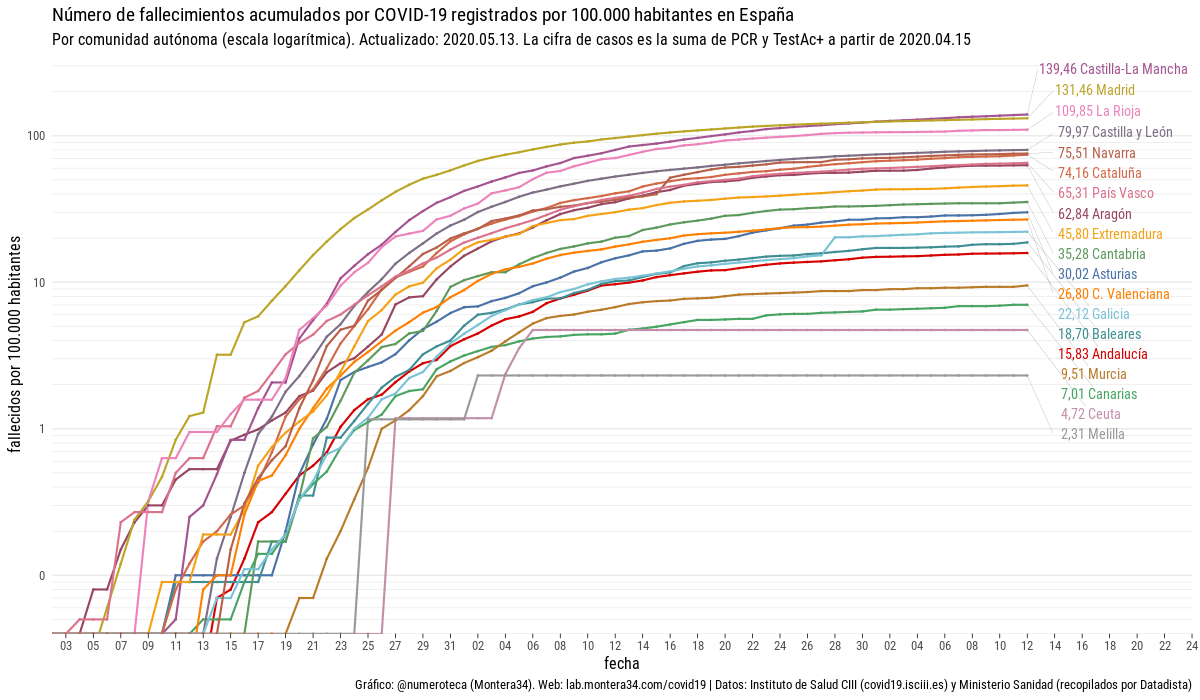 Número de fallecimientos acumulados por COVID-19 registrados por 100.000 habitantes en España
Por comunidad autónoma (escala logarítmica). Actualizado: 2020.05.13. La cifra de casos es la suma de PCR y TestAc+ a partir de 2020.04.15
fallecidos por 100.000 habitantes
100
10
1
0
139,46 Castilla-La Mancha
131,46 Madrid
109,85 La Rioja
79,97 Castilla y León
75,51 Navarra
74,16 Cataluña
65,31 País Vasco
62,84 Aragón
45,80 Extremadura
35,28 Cantabria
30,02 Asturias
26,80 C. Valenciana
22,12 Galicia
18,70 Baleares
15,83 Andalucía
9,51 Murcia
7,01 Canarias
4,72 Ceuta
2,31 Melilla
03 05 07 09 11 13 15 17 19 21 23 25 27 29 31 02 04 06 08 10 12 14 16 18 20 22 24 26 28 30 02 04 06 08 10 12 14 16 18 20 22 24
fecha
Gráfico: @numeroteca (Montera34). Web: lab.montera34.com/covid19 | Datos: Instituto de Salud CIII (covid19.isciii.es) y Ministerio Sanidad (recopilados por Datadista)